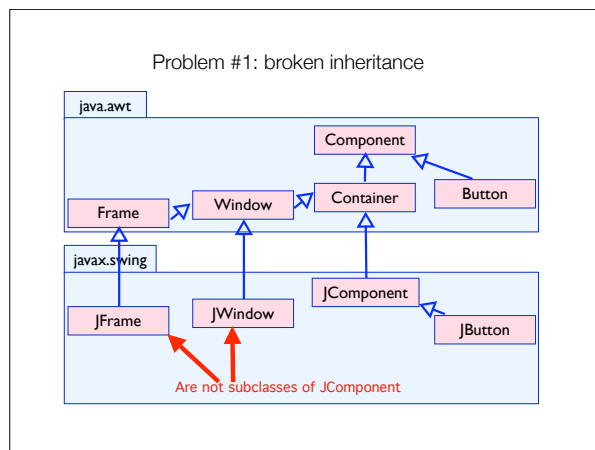 Problem #1: broken inheritance
java.awt
Component
Button
Container
Window
Frame
javax.swing
JComponent
JFrame
JWindow
JButton
Are not subclasses of JComponent